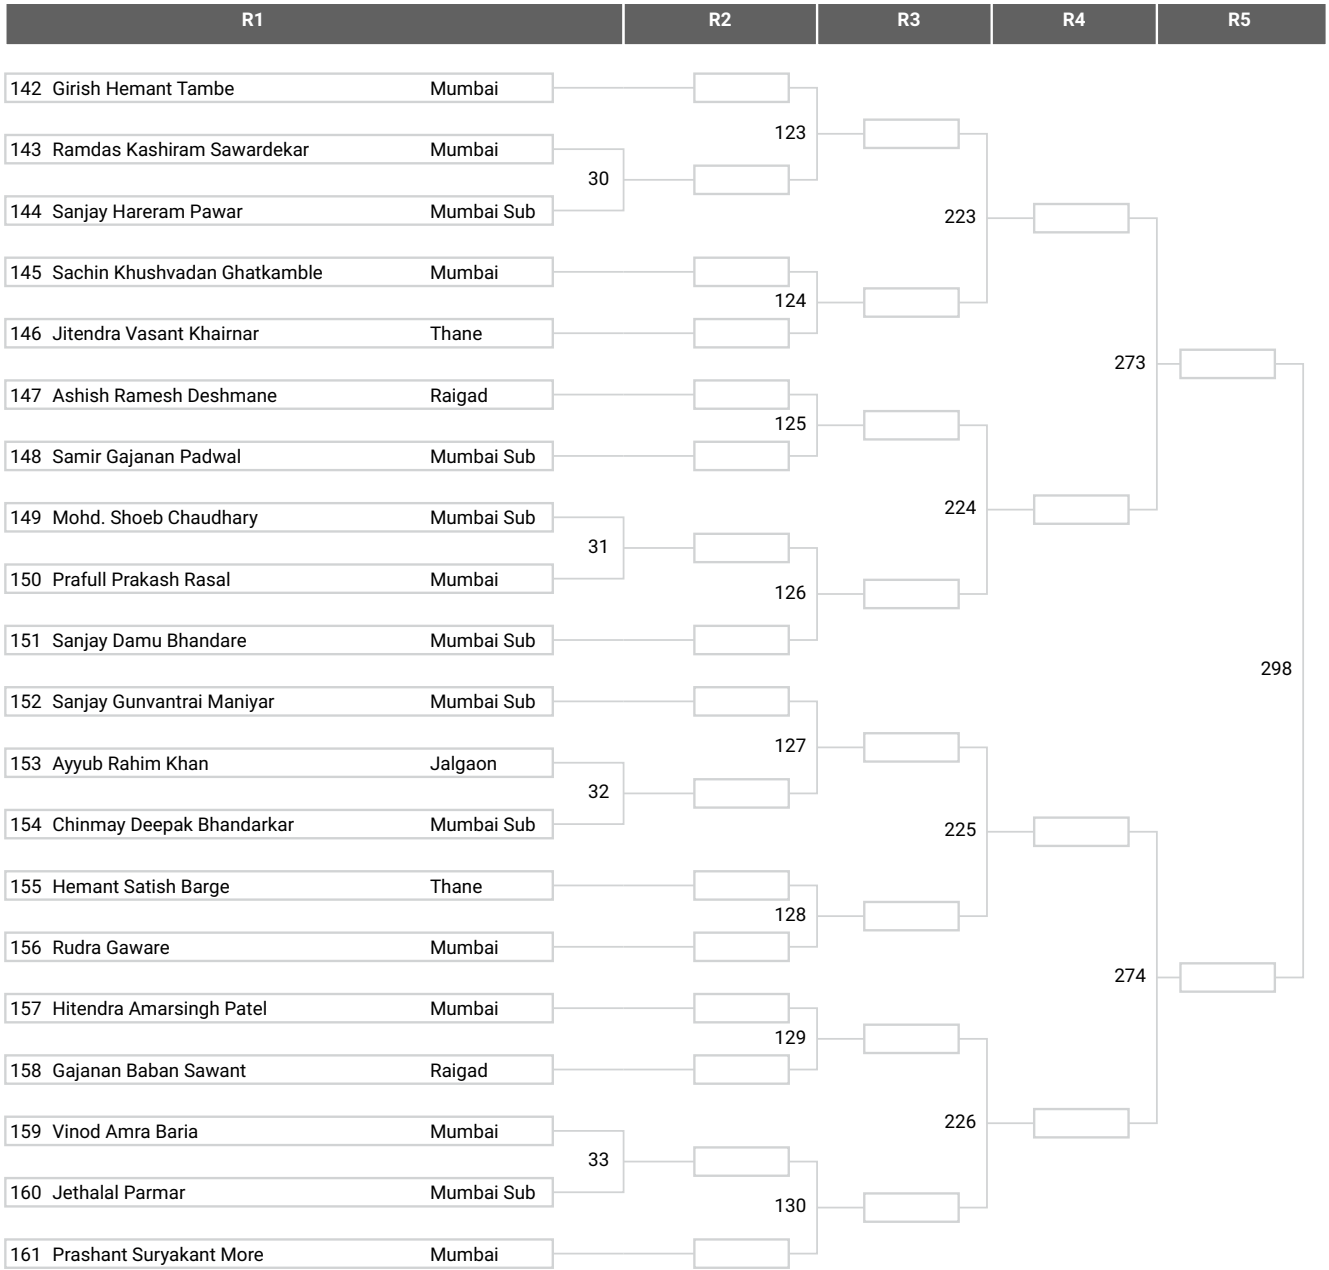 R1 R2 R3 R4 R5
142 Girish Hemant Tambe Mumbai
123
143 Ramdas Kashiram Sawardekar Mumbai
30
144 Sanjay Hareram Pawar Mumbai Sub
223
145 Sachin Khushvadan Ghatkamble Mumbai
124
146 Jitendra Vasant Khairnar Thane
273
147 Ashish Ramesh Deshmane Raigad
125
148 Samir Gajanan Padwal Mumbai Sub
224
149 Mohd. Shoeb Chaudhary Mumbai Sub
31
150 Prafull Prakash Rasal Mumbai
126
151 Sanjay Damu Bhandare Mumbai Sub
298
152 Sanjay Gunvantrai Maniyar Mumbai Sub
127
153 Ayyub Rahim Khan Jalgaon
32
154 Chinmay Deepak Bhandarkar Mumbai Sub
225
155 Hemant Satish Barge Thane
128
156 Rudra Gaware Mumbai
274
157 Hitendra Amarsingh Patel Mumbai
129
158 Gajanan Baban Sawant Raigad
226
159 Vinod Amra Baria Mumbai
33
160 Jethalal Parmar Mumbai Sub
130
161 Prashant Suryakant More Mumbai